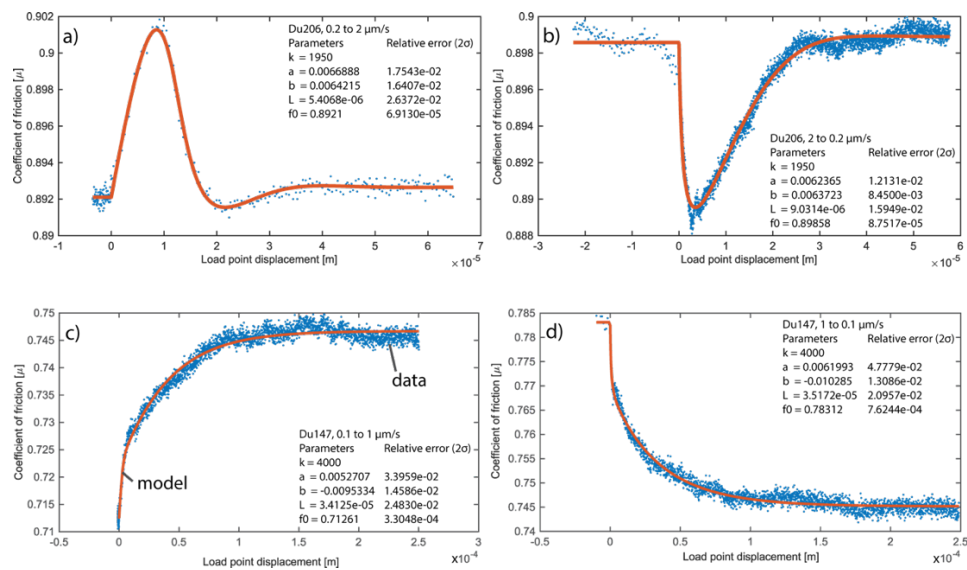 a)
0.902
0.9
0.898
0.896
0.894
0.892
0.89
Coefficient of friction [μ]
-1 0 1 2 3 4 5 6 7
Load point displacement [m]
×10⁻⁵
Du206, 0.2 to 2 μm/s
Parameters Relative error (2σ)
k = 1950
a = 0.0066888 1.7543e-02
b = 0.0064215 1.6407e-02
L = 5.4068e-06 2.6372e-02
f0 = 0.8921 6.9130e-05
b)
0.9
0.898
0.896
0.894
0.892
0.89
0.888
Coefficient of friction [μ]
-3 -2 -1 0 1 2 3 4 5 6
Load point displacement [m]
×10⁻⁵
Du206, 2 to 0.2 μm/s
Parameters Relative error (2σ)
k = 1950
a = 0.0062365 1.2131e-02
b = 0.0063723 8.4500e-03
L = 9.0314e-06 1.5949e-02
f0 = 0.89858 8.7517e-05
c)
0.75
0.745
0.74
0.735
0.73
0.725
0.72
0.715
0.71
Coefficient of friction [μ]
-0.5 0 0.5 1 1.5 2 2.5 3
Load point displacement [m]
x10⁻⁴
data
model
Du147, 0.1 to 1 μm/s
Parameters Relative error (2σ)
k = 4000
a = 0.0052707 3.3959e-02
b = -0.0095334 1.4586e-02
L = 3.4125e-05 2.4830e-02
f0 = 0.71261 3.3048e-04
d)
0.785
0.78
0.775
0.77
0.765
0.76
0.755
0.75
0.745
0.74
Coefficient of friction [μ]
-0.5 0 0.5 1 1.5 2 2.5
Load point displacement [m]
x10⁻⁴
Du147, 1 to 0.1 μm/s
Parameters Relative error (2σ)
k = 4000
a = 0.0061993 4.7779e-02
b = -0.010285 1.3086e-02
L = 3.5172e-05 2.0957e-02
f0 = 0.78312 7.6244e-04